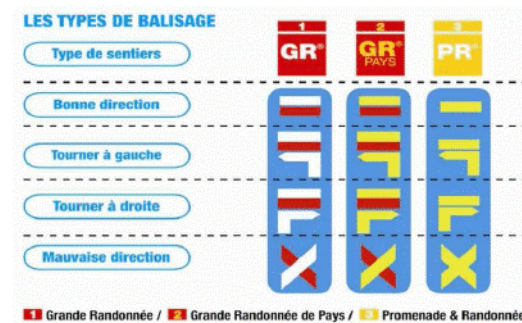 LES TYPES DE BALISAGE
1 2 3
Type de sentiers GR® GR® PAYS PR®
Bonne direction
Tourner à gauche
Tourner à droite
Mauvaise direction
1 Grande Randonnée / 2 Grande Randonnée de Pays / 3 Promenade & Randonnée